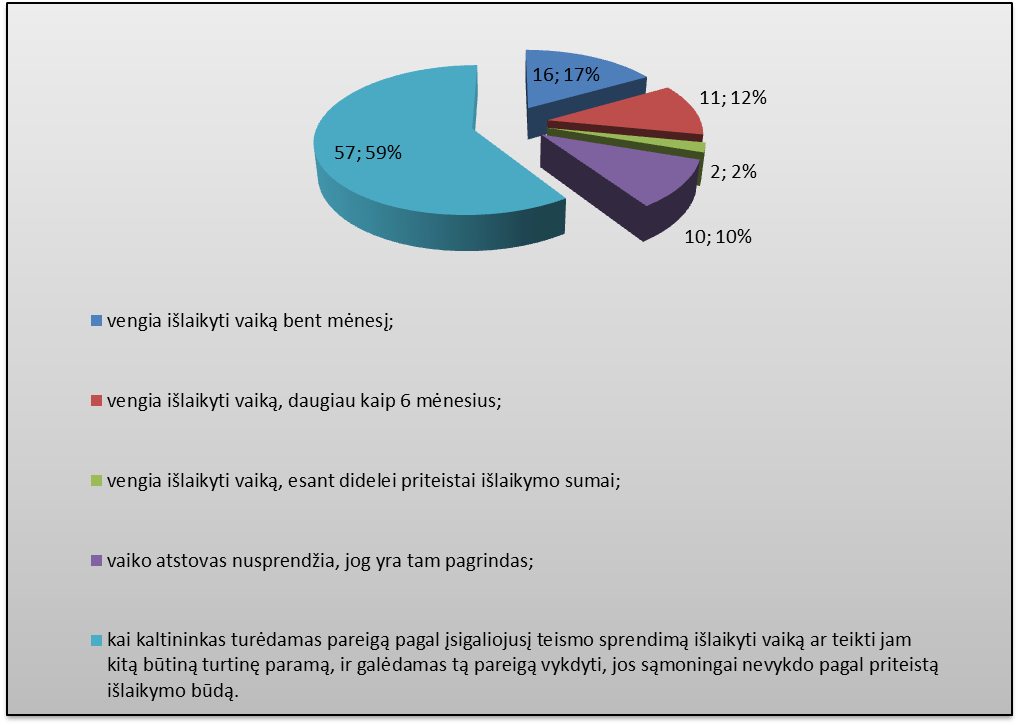 16; 17%
11; 12%
57; 59%
2; 2%
10; 10%
vengia išlaikyti vaiką bent mėnesį;
vengia išlaikyti vaiką, daugiau kaip 6 mėnesius;
vengia išlaikyti vaiką, esant didelei priteistai išlaikymo sumai;
vaiko atstovas nusprendžia, jog yra tam pagrindas;
kai kaltininkas turėdamas pareigą pagal įsigaliojusį teismo sprendimą išlaikyti vaiką ar teikti jam
kitą būtiną turtinę paramą, ir galėdamas tą pareigą vykdyti, jos sąmoningai nevykdo pagal priteistą
išlaikymo būdą.